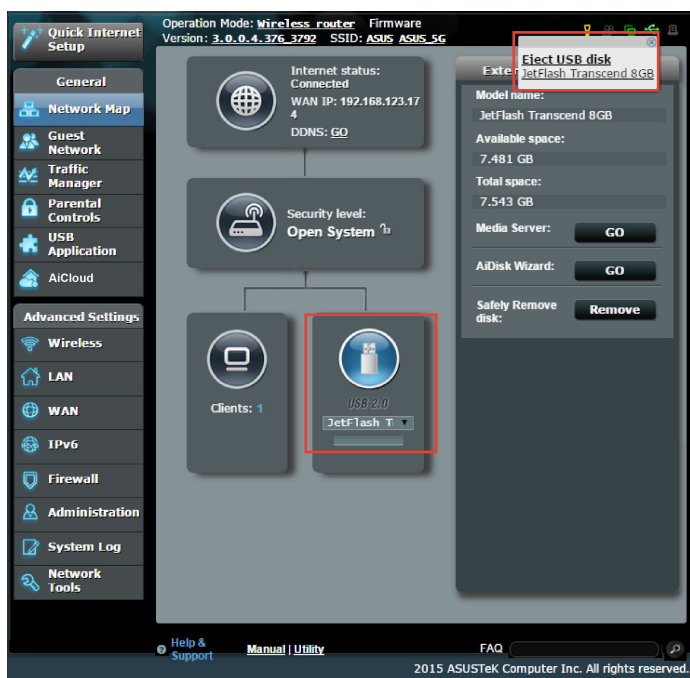 Quick Internet
Setup
Operation Mode: Wireless router Firmware
Version: 3.0.0.4.376_3792 SSID: ASUS ASUS_5G
General
Network Map
Guest
Network
Traffic
Manager
Parental
Controls
USB
Application
AiCloud
Advanced Settings
Wireless
LAN
WAN
IPv6
Firewall
Administration
System Log
Network
Tools
Internet status:
Connected
WAN IP: 192.168.123.17
4
DDNS: GO
Security level:
Open System
Clients: 1
USB 2.0
JetFlash T
Eject USB disk
JetFlash Transcend 8GB
Exte
Model name:
JetFlash Transcend 8GB
Available space:
7.481 GB
Total space:
7.543 GB
Media Server: GO
AiDisk Wizard: GO
Safely Remove
disk: Remove
Help &
Support
Manual | Utility
FAQ
2015 ASUSTeK Computer Inc. All rights reserved.